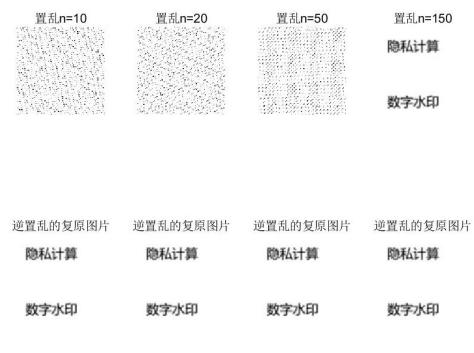 置乱n=10 置乱n=20 置乱n=50 置乱n=150
隐私计算
数字水印
逆置乱的复原图片 逆置乱的复原图片 逆置乱的复原图片 逆置乱的复原图片
隐私计算 隐私计算 隐私计算 隐私计算
数字水印 数字水印 数字水印 数字水印